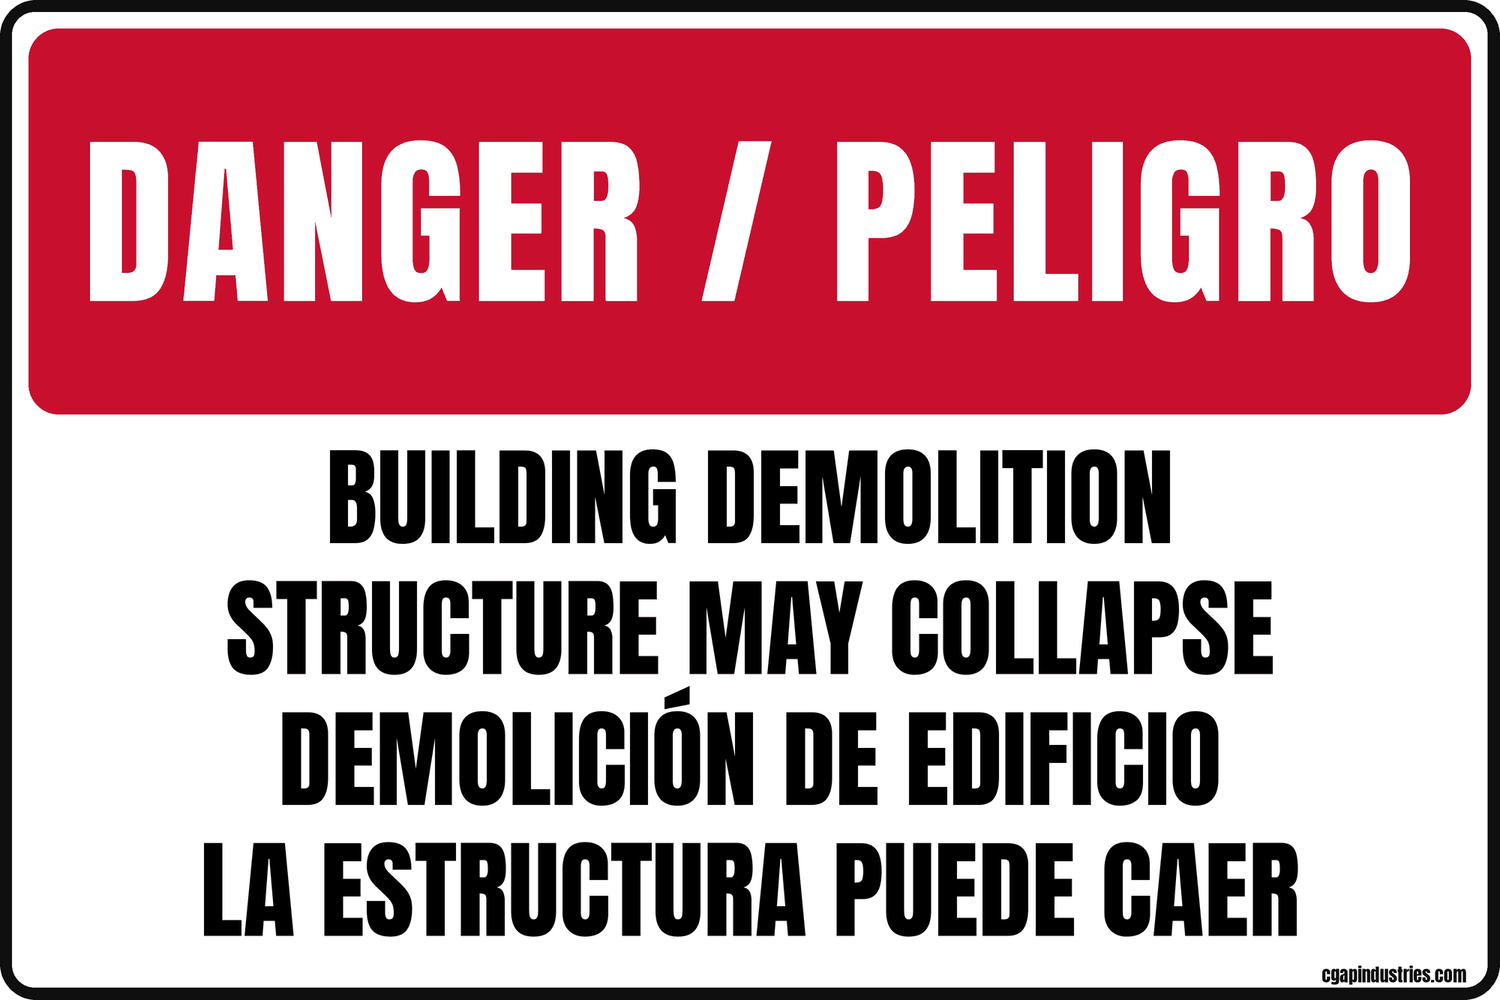 DANGER / PELIGRO
BUILDING DEMOLITION
STRUCTURE MAY COLLAPSE
DEMOLICIÓN DE EDIFICIO
LA ESTRUCTURA PUEDE CAER
cgapindustries.com